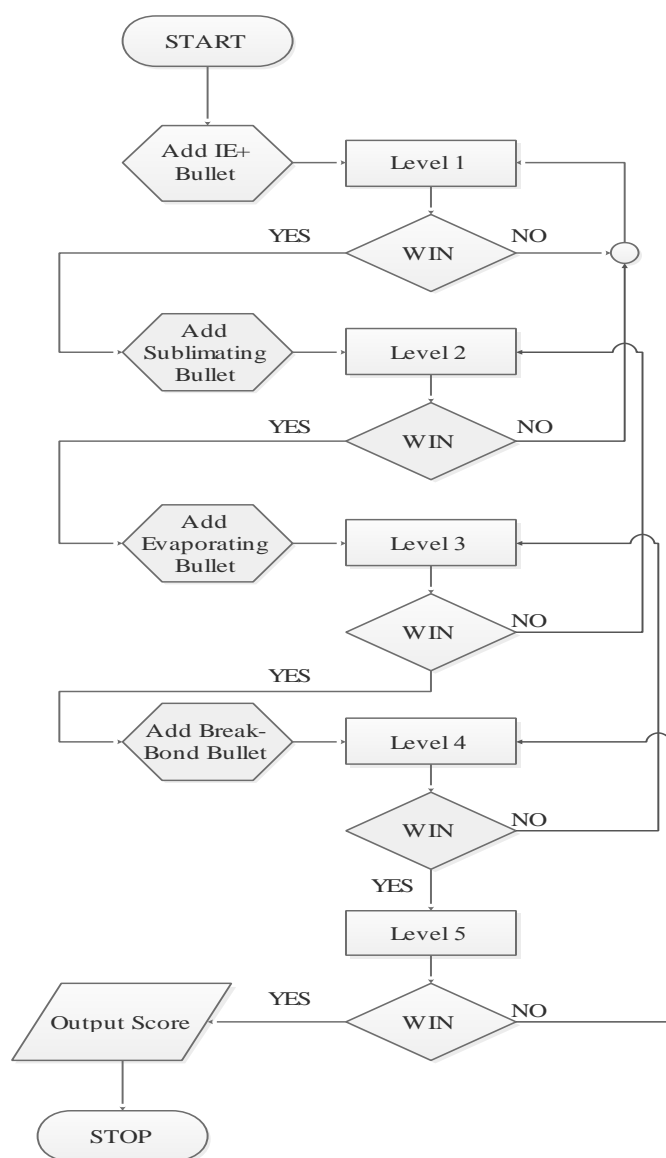 START
Add IE+
Bullet
Level 1
YES
WIN
NO
Add
Sublimating
Bullet
Level 2
YES
WIN
NO
Add
Evaporating
Bullet
Level 3
WIN
NO
YES
Add Break-
Bond Bullet
Level 4
WIN
NO
YES
Level 5
Output Score
YES
WIN
NO
STOP